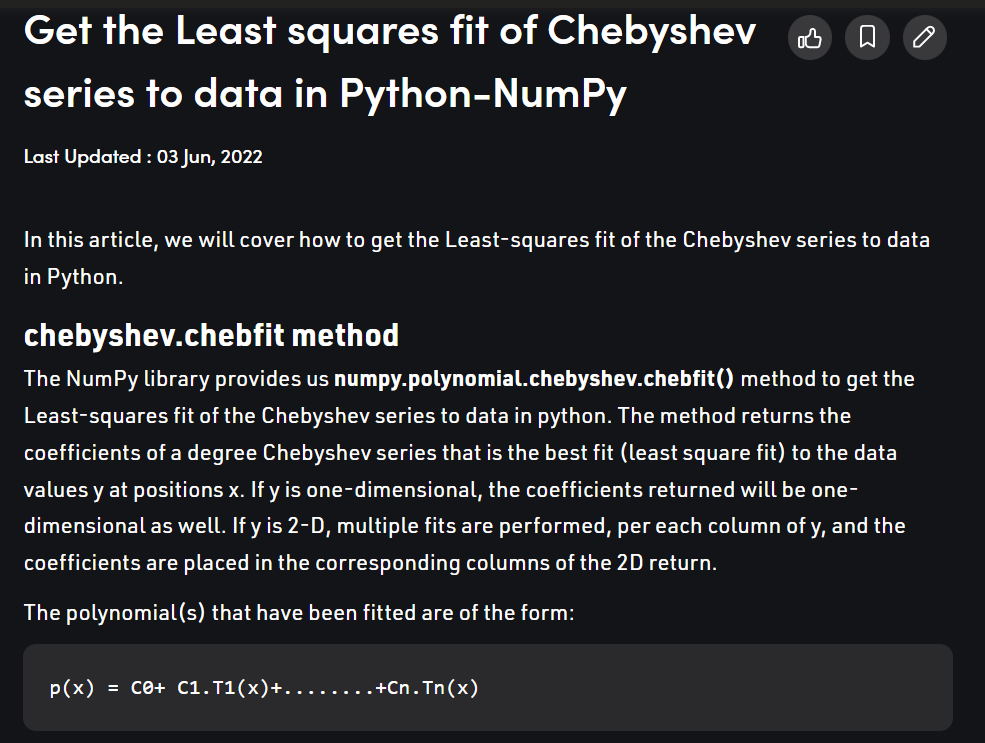 Get the Least squares fit of Chebyshev
series to data in Python-NumPy
Last Updated : 03 Jun, 2022
In this article, we will cover how to get the Least-squares fit of the Chebyshev series to data
in Python.
chebyshev.chebfit method
The NumPy library provides us numpy.polynomial.chebyshev.chebfit() method to get the
Least-squares fit of the Chebyshev series to data in python. The method returns the
coefficients of a degree Chebyshev series that is the best fit (least square fit) to the data
values y at positions x. If y is one-dimensional, the coefficients returned will be one-
dimensional as well. If y is 2-D, multiple fits are performed, per each column of y, and the
coefficients are placed in the corresponding columns of the 2D return.
The polynomial(s) that have been fitted are of the form:
p(x) = C0+ C1.T1(x)+........+Cn.Tn(x)